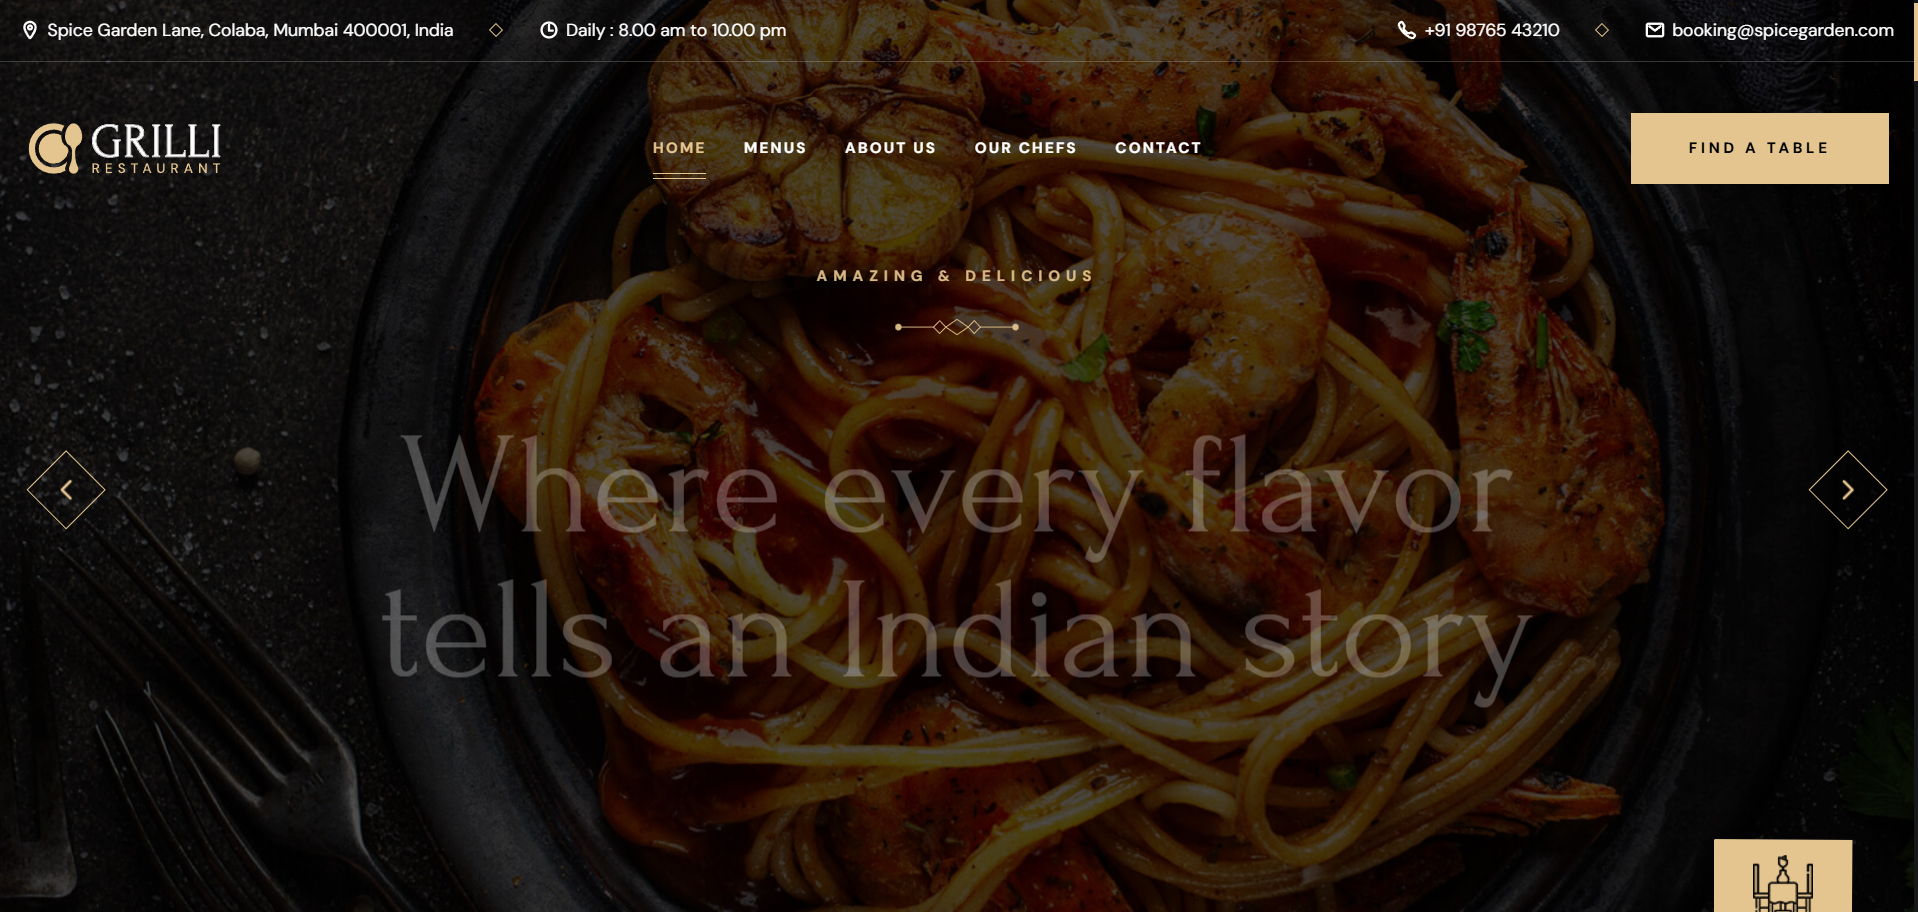 Spice Garden Lane, Colaba, Mumbai 400001, India
Daily : 8.00 am to 10.00 pm
+91 98765 43210
booking@spicegarden.com
GRILLI
RESTAURANT
HOME
MENUS
ABOUT US
OUR CHEFS
CONTACT
FIND A TABLE
AMAZING & DELICIOUS
Where every flavor
tells an Indian story